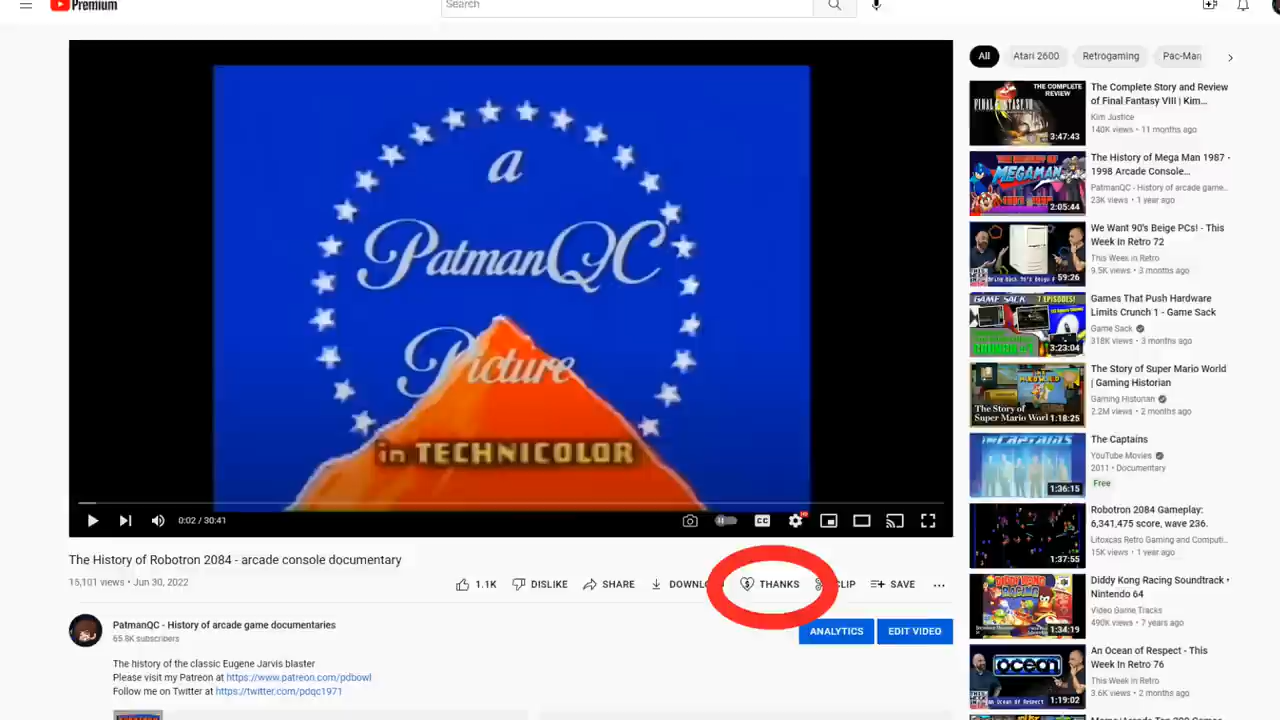 Premium
Search
a
PatmanQC
Picture
in TECHNICOLOR
0:02 / 30:41
CC
HD
The History of Robotron 2084 - arcade console documentary
15,101 views • Jun 30, 2022
1.1K
DISLIKE
SHARE
DOWNLO
THANKS
CLIP
SAVE
PatmanQC - History of arcade game documentaries
65.8K subscribers
ANALYTICS
EDIT VIDEO
The history of the classic Eugene Jarvis blaster
Please visit my Patreon at https://www.patreon.com/pdbowl
Follow me on Twitter at https://twitter.com/pdqc1971
All
Atari 2600
Retrogaming
Pac-Man
THE COMPLETE
REVIEW
FINAL FANTASY VIII
3:47:43
The Complete Story and Review
of Final Fantasy VIII | Kim...
Kim Justice
140K views • 11 months ago
MEGAMAN
2:05:44
The History of Mega Man 1987 -
1998 Arcade Console...
PatmanQC - History of arcade game...
23K views • 1 year ago
59:26
We Want 90's Beige PCs! - This
Week In Retro 72
This Week in Retro
9.5K views • 3 months ago
GAME SACK
7 EPISODES!
3:23:04
Games That Push Hardware
Limits Crunch 1 - Game Sack
Game Sack
318K views • 3 months ago
The Story of
Super Mario Worl
1:18:25
The Story of Super Mario World
| Gaming Historian
Gaming Historian
2.2M views • 2 months ago
THE CAPTAINS
1:36:15
The Captains
YouTube Movies
2011 • Documentary
Free
1:37:55
Robotron 2084 Gameplay:
6,341,475 score, wave 236.
Litoxcas Retro Gaming and Computi...
15K views • 1 year ago
DIDDY KONG
RACING
1:34:19
Diddy Kong Racing Soundtrack •
Nintendo 64
Video Game Tracks
490K views • 7 years ago
ocean
An Ocean of Respect
1:19:02
An Ocean of Respect - This
Week In Retro 76
This Week in Retro
3.6K views • 2 months ago